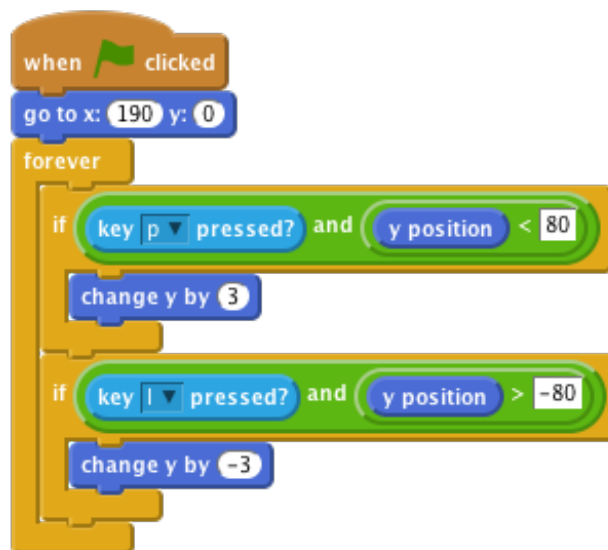 when clicked
go to x: 190 y: 0
forever
if key p pressed? and y position < 80
change y by 3
if key l pressed? and y position > -80
change y by -3